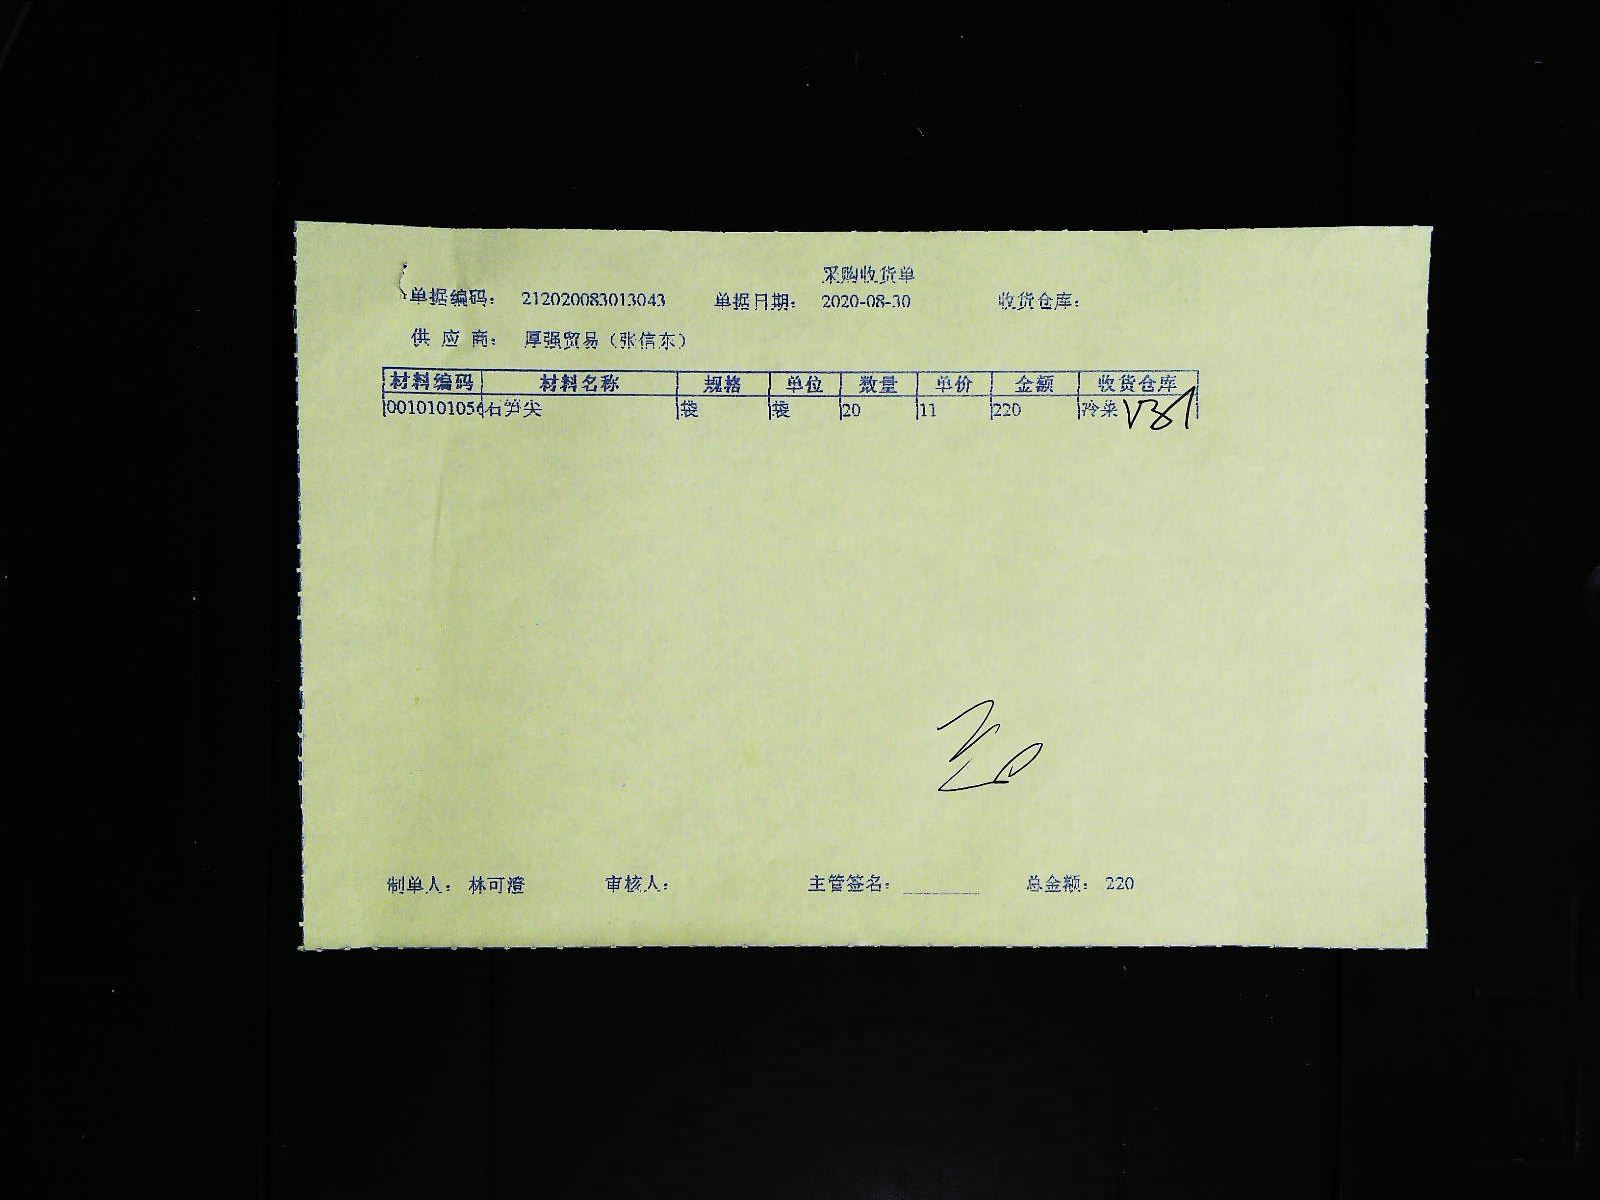 采购收货单
单据编码： 212020083013043 单据日期： 2020-08-30 收货仓库：
供 应 商： 厚强贸易（张信东）
材料编码 材料名称 规格 单位 数量 单价 金额 收货仓库
0010101056 石笋尖 袋 袋 20 11 220 冷菜
制单人： 林可澄 审核人： 主管签名： 总金额： 220